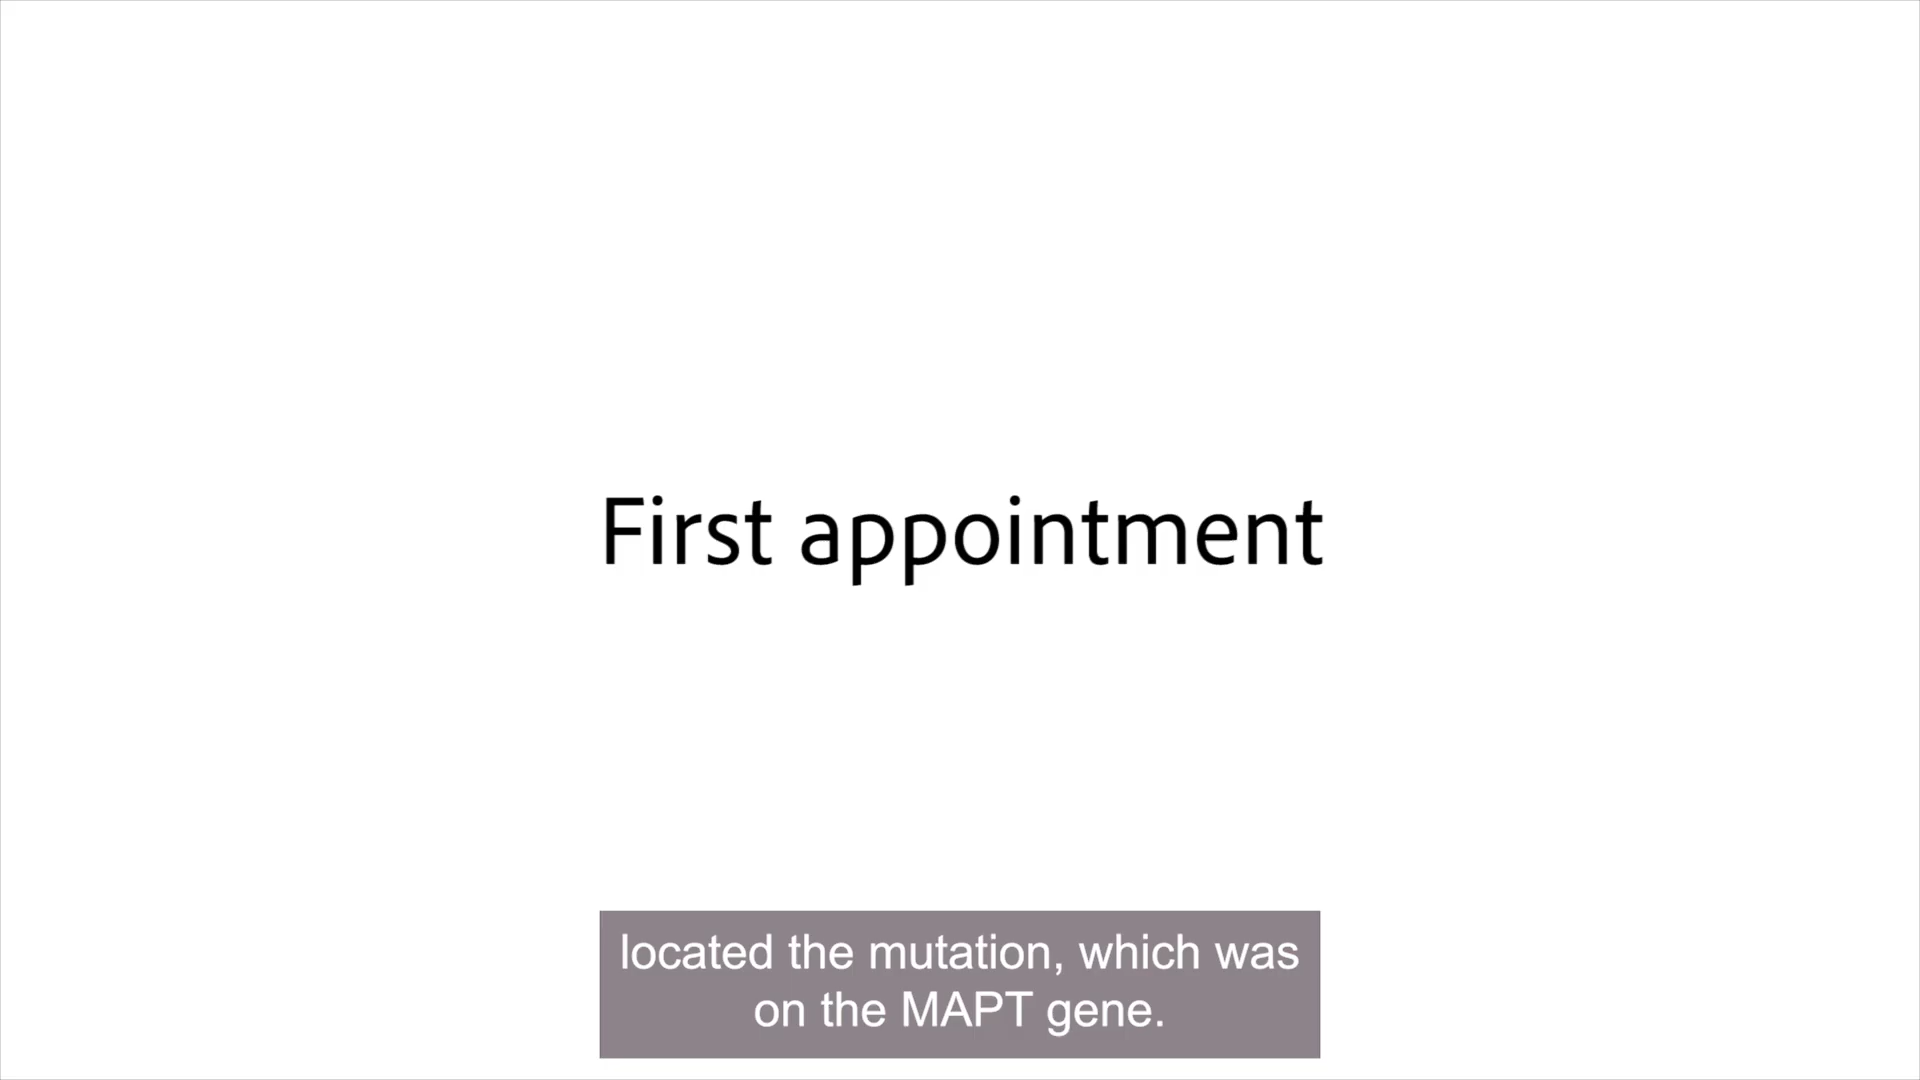 First appointment
located the mutation, which was
on the MAPT gene.